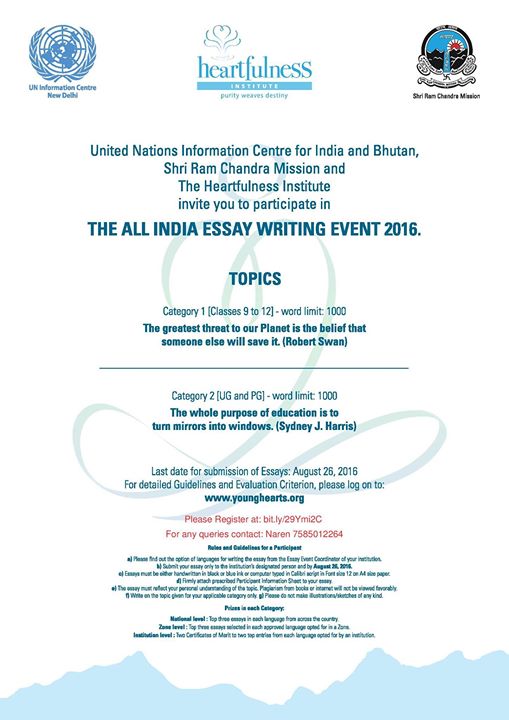 UN Information Centre
New Delhi
heartfulness
INSTITUTE
purity weaves destiny
Shri Ram Chandra Mission
United Nations Information Centre for India and Bhutan,
Shri Ram Chandra Mission and
The Heartfulness Institute
invite you to participate in
THE ALL INDIA ESSAY WRITING EVENT 2016.
TOPICS
Category 1 [Classes 9 to 12] - word limit: 1000
The greatest threat to our Planet is the belief that
someone else will save it. (Robert Swan)
Category 2 [UG and PG] - word limit: 1000
The whole purpose of education is to
turn mirrors into windows. (Sydney J. Harris)
Last date for submission of Essays: August 26, 2016
For detailed Guidelines and Evaluation Criterion, please log on to:
www.younghearts.org
Please Register at: bit.ly/29Ymi2C
For any queries contact: Naren 7585012264
Rules and Guidelines for a Participant
a) Please find out the option of languages for writing the essay from the Essay Event Coordinator of your institution.
b) Submit your essay only to the Institution's designated person and by August 26, 2016.
c) Essays must be either handwritten in black or blue ink or computer typed in Calibri script in Font size 12 on A4 size paper.
d) Firmly attach prescribed Participant Information Sheet to your essay.
e) The essay must reflect your personal understanding of the topic. Plagiarism from books or internet will not be viewed favorably.
f) Write on the topic given for your applicable category only. g) Please do not make illustrations/sketches of any kind.
Prizes in each Category:
National level : Top three essays in each language from across the country
Zone level : Top three essays selected in each approved language opted for in a Zone.
Institution level : Two Certificates of Merit to two top entries from each language opted for by an institution.